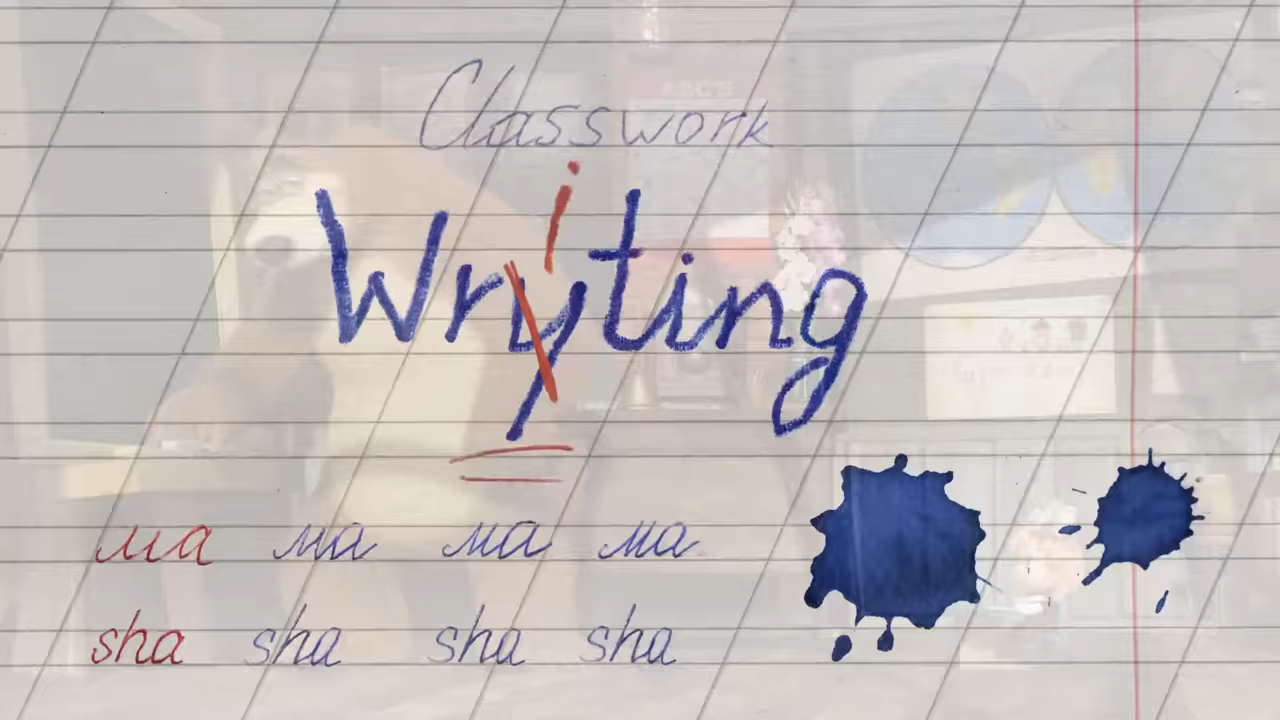 Classwork
i
Wryting
ма ма ма ма
sha sha sha sha